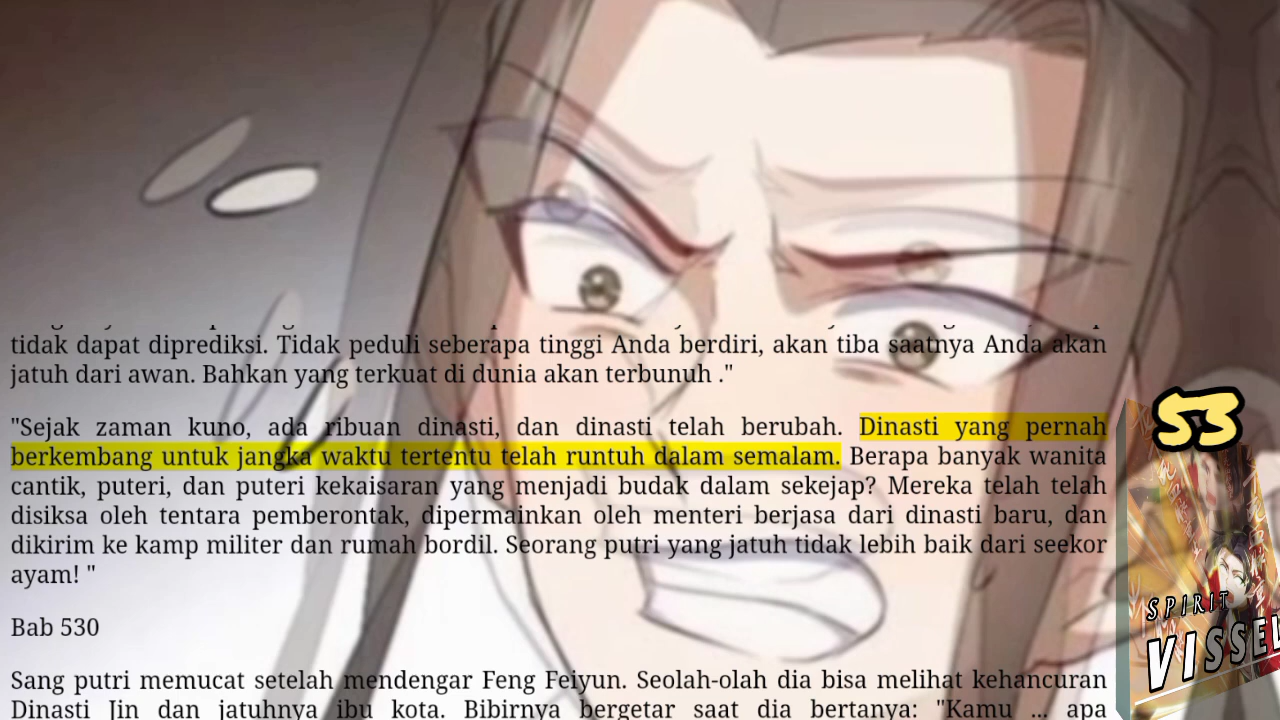 tidak dapat diprediksi. Tidak peduli seberapa tinggi Anda berdiri, akan tiba saatnya Anda akan
jatuh dari awan. Bahkan yang terkuat di dunia akan terbunuh ."
"Sejak zaman kuno, ada ribuan dinasti, dan dinasti telah berubah. Dinasti yang pernah
berkembang untuk jangka waktu tertentu telah runtuh dalam semalam. Berapa banyak wanita
cantik, puteri, dan puteri kekaisaran yang menjadi budak dalam sekejap? Mereka telah telah
disiksa oleh tentara pemberontak, dipermainkan oleh menteri berjasa dari dinasti baru, dan
dikirim ke kamp militer dan rumah bordil. Seorang putri yang jatuh tidak lebih baik dari seekor
ayam! "
Bab 530
Sang putri memucat setelah mendengar Feng Feiyun. Seolah-olah dia bisa melihat kehancuran
Dinasti Jin dan jatuhnya ibu kota. Bibirnya bergetar saat dia bertanya: "Kamu ... apa
53
SPIRIT
VISSEL